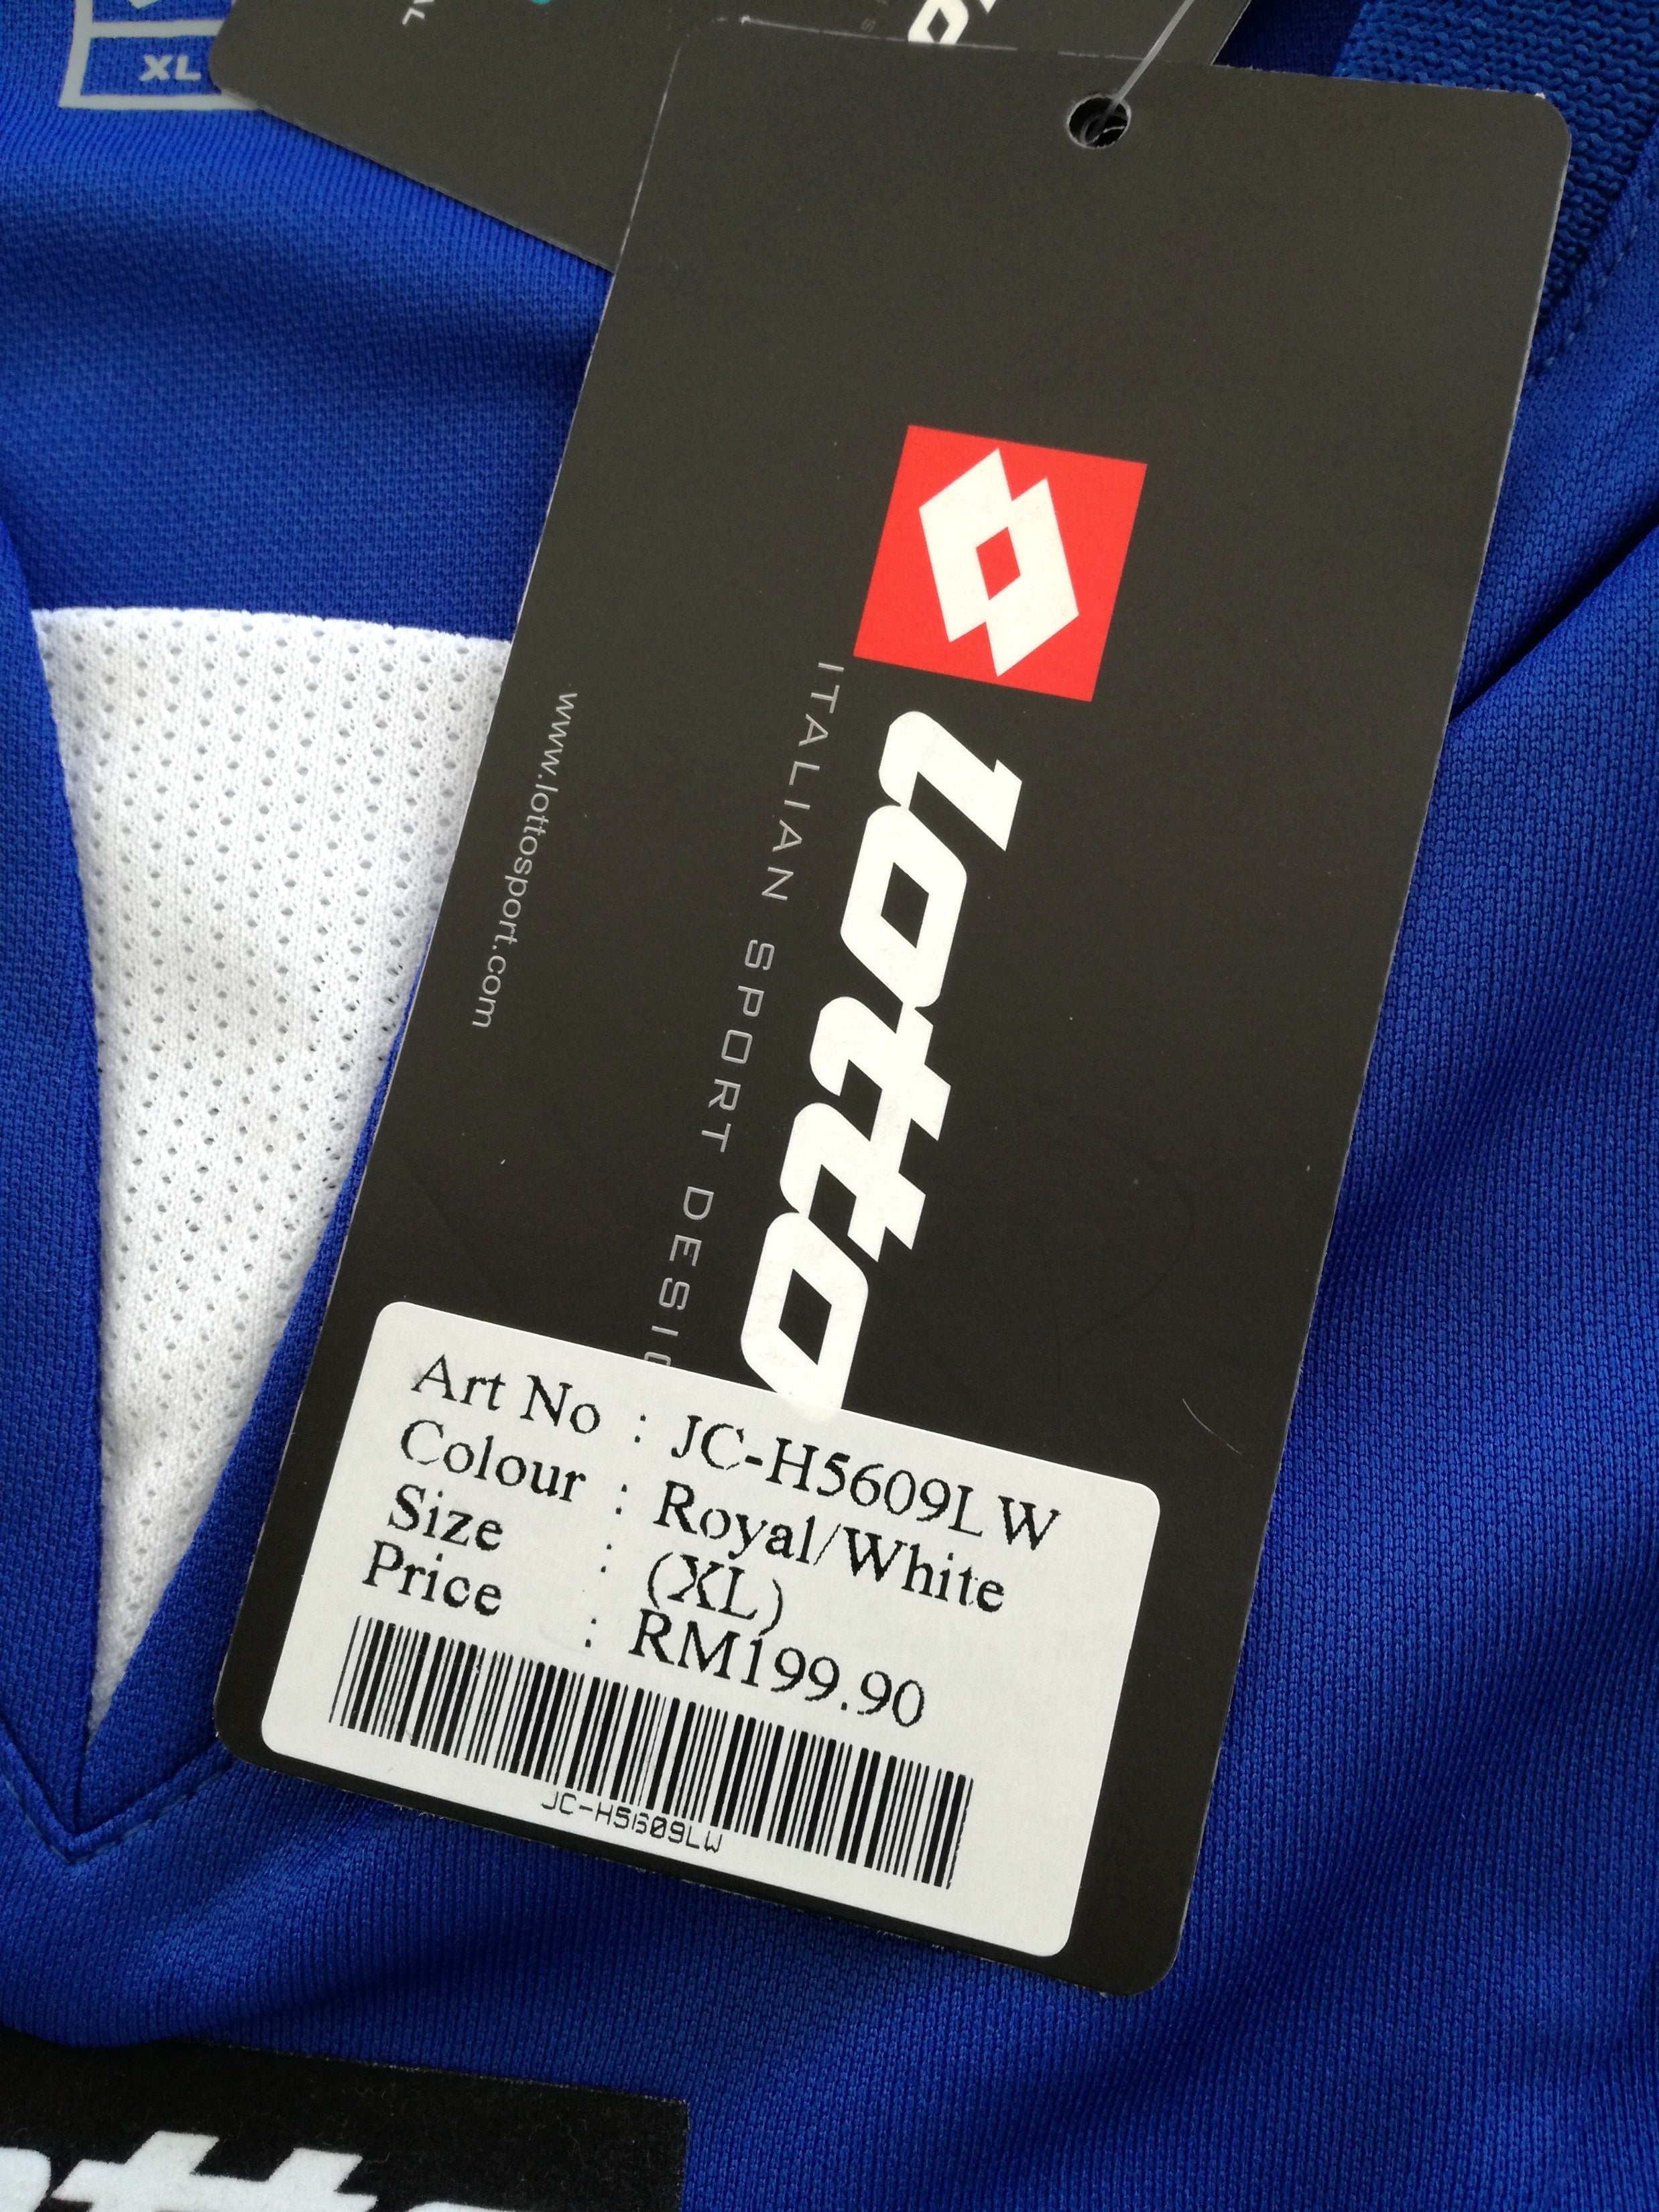 XL
lotto
ITALIAN SPORT DESIG
www.lottosport.com
Art No : JC-H5609LW
Colour : Royal/White
Size : (XL)
Price : RM199.90
JC-H5609LW